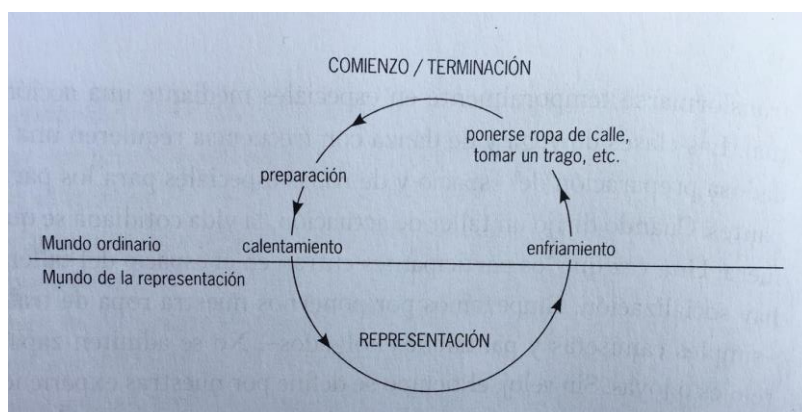 COMIENZO / TERMINACIÓN
ponerse ropa de calle,
tomar un trago, etc.
preparación
Mundo ordinario
calentamiento
enfriamiento
Mundo de la representación
REPRESENTACIÓN